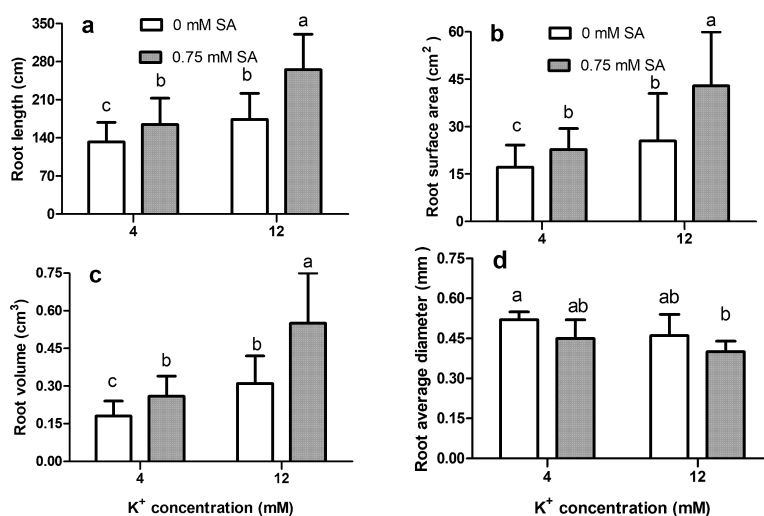 a
0 mM SA
0.75 mM SA
Root length (cm)
350
280
210
140
70
0
c
b
b
a
4
12
b
0 mM SA
0.75 mM SA
Root surface area (cm²)
60
45
30
15
0
c
b
b
a
4
12
c
Root volume (cm³)
0.75
0.60
0.45
0.30
0.15
0.00
c
b
b
a
4
12
K⁺ concentration (mM)
d
Root average diameter (mm)
0.75
0.60
0.45
0.30
0.15
0.00
a
ab
ab
b
4
12
K⁺ concentration (mM)